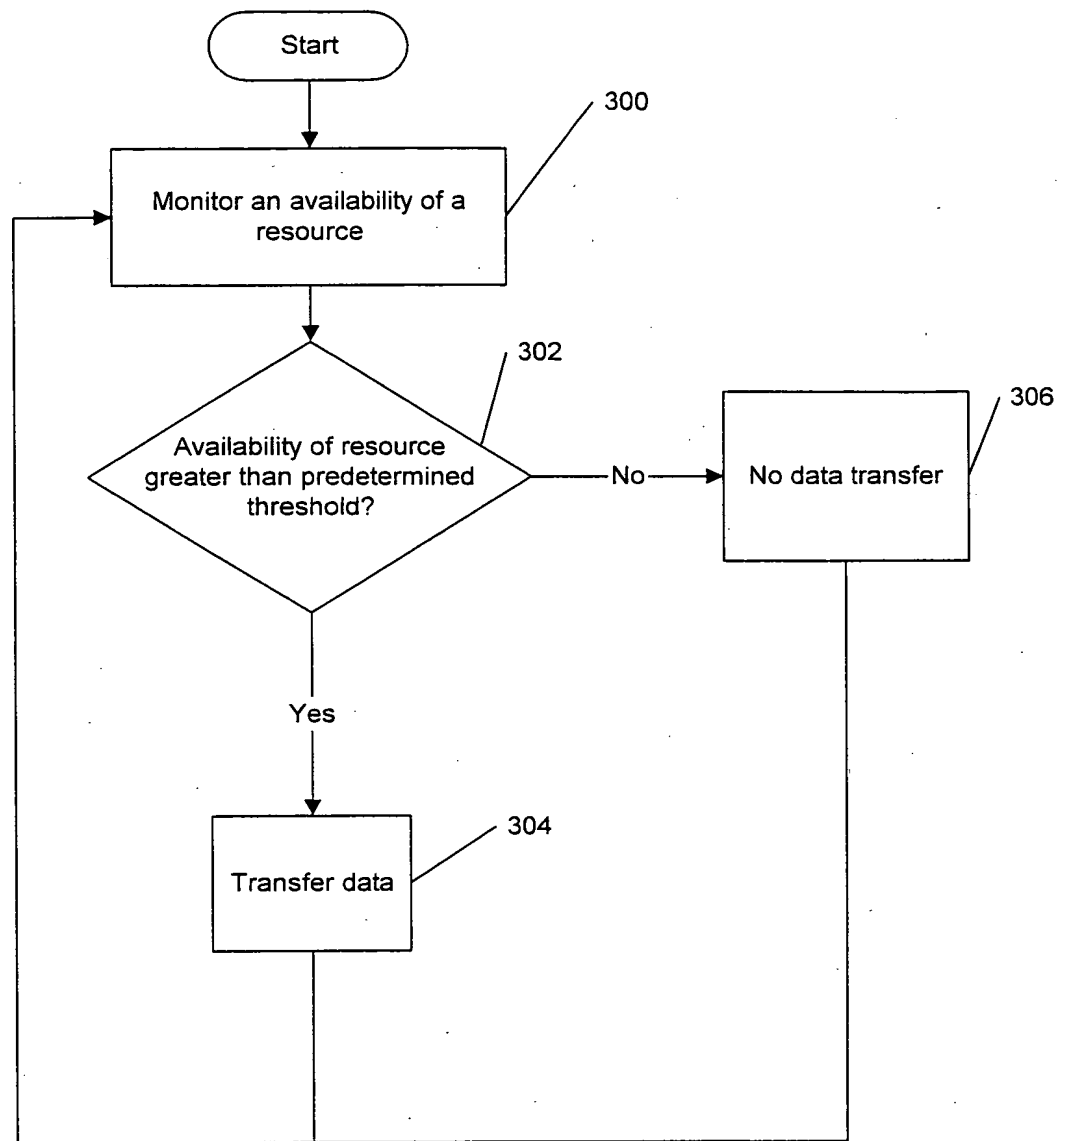 Start
300
Monitor an availability of a
resource
302
Availability of resource
greater than predetermined
threshold?
No
306
No data transfer
Yes
304
Transfer data